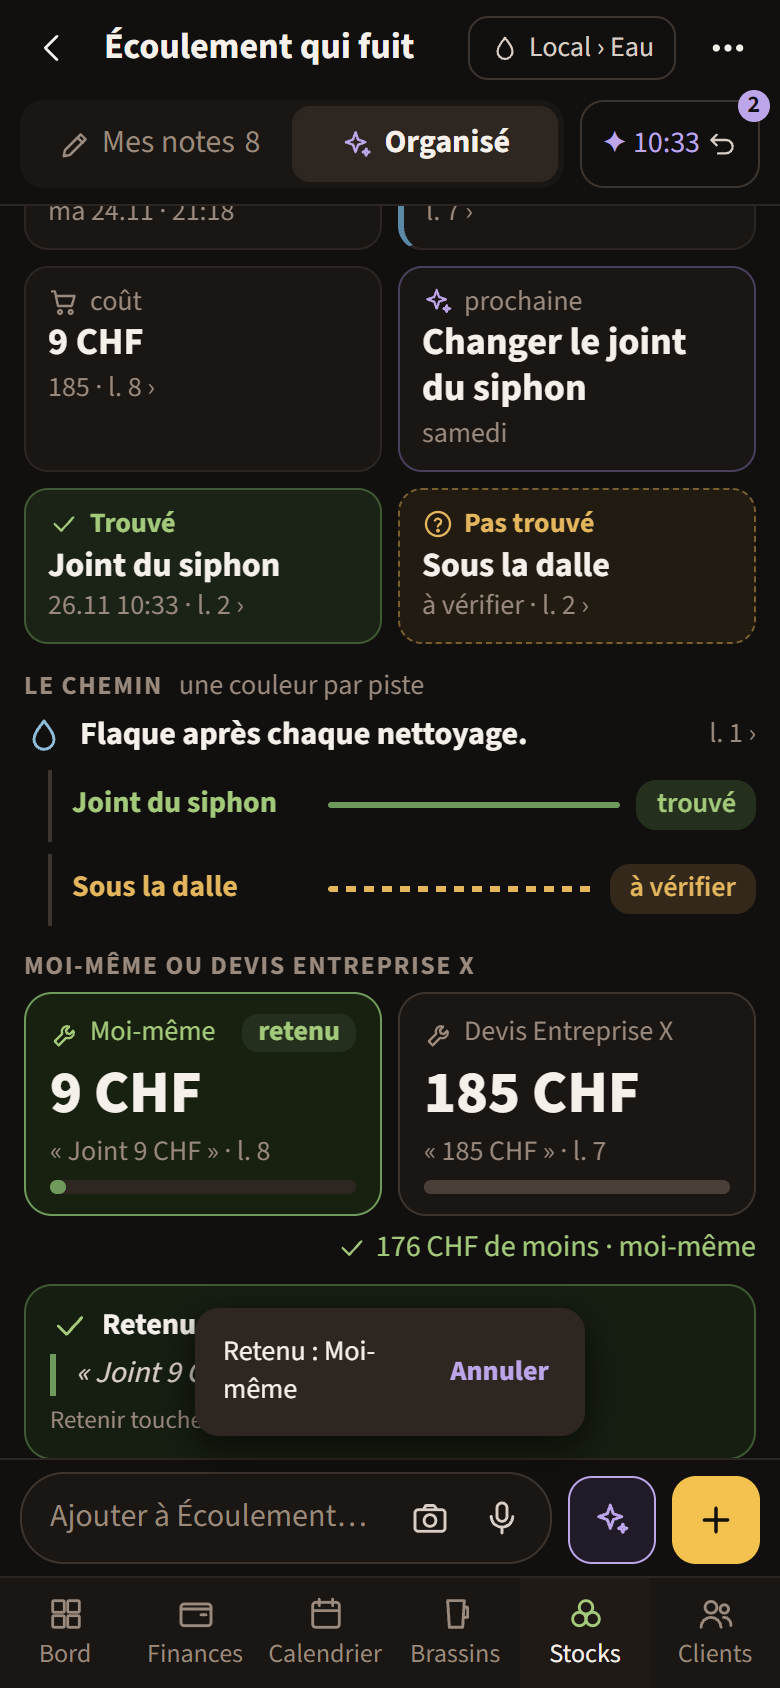 Écoulement qui fuit
Local › Eau
Mes notes 8
Organisé
10:33
2
ma 24.11 · 21:18
l. 7 ›
coût
9 CHF
185 · l. 8 ›
prochaine
Changer le joint
du siphon
samedi
Trouvé
Joint du siphon
26.11 10:33 · l. 2 ›
Pas trouvé
Sous la dalle
à vérifier · l. 2 ›
LE CHEMIN une couleur par piste
Flaque après chaque nettoyage.
l. 1 ›
Joint du siphon
trouvé
Sous la dalle
à vérifier
MOI-MÊME OU DEVIS ENTREPRISE X
Moi-même
retenu
9 CHF
« Joint 9 CHF » · l. 8
Devis Entreprise X
185 CHF
« 185 CHF » · l. 7
176 CHF de moins · moi-même
Retenu
« Joint 9
Retenir touche
Retenu : Moi-
même
Annuler
Ajouter à Écoulement…
Bord
Finances
Calendrier
Brassins
Stocks
Clients